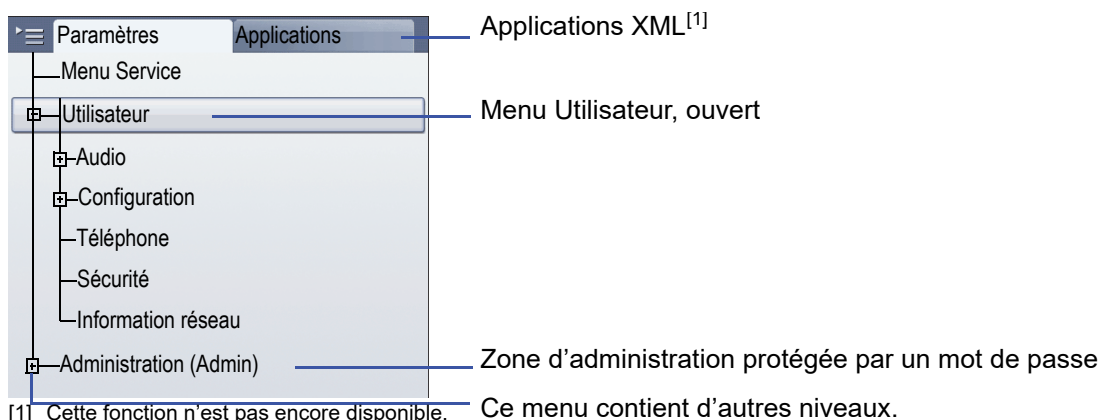 Paramètres Applications Applications XML[1]
Menu Service
Utilisateur Menu Utilisateur, ouvert
Audio
Configuration
Téléphone
Sécurité
Information réseau
Administration (Admin) Zone d’administration protégée par un mot de passe
Ce menu contient d’autres niveaux.
[1] Cette fonction n’est pas encore disponible.